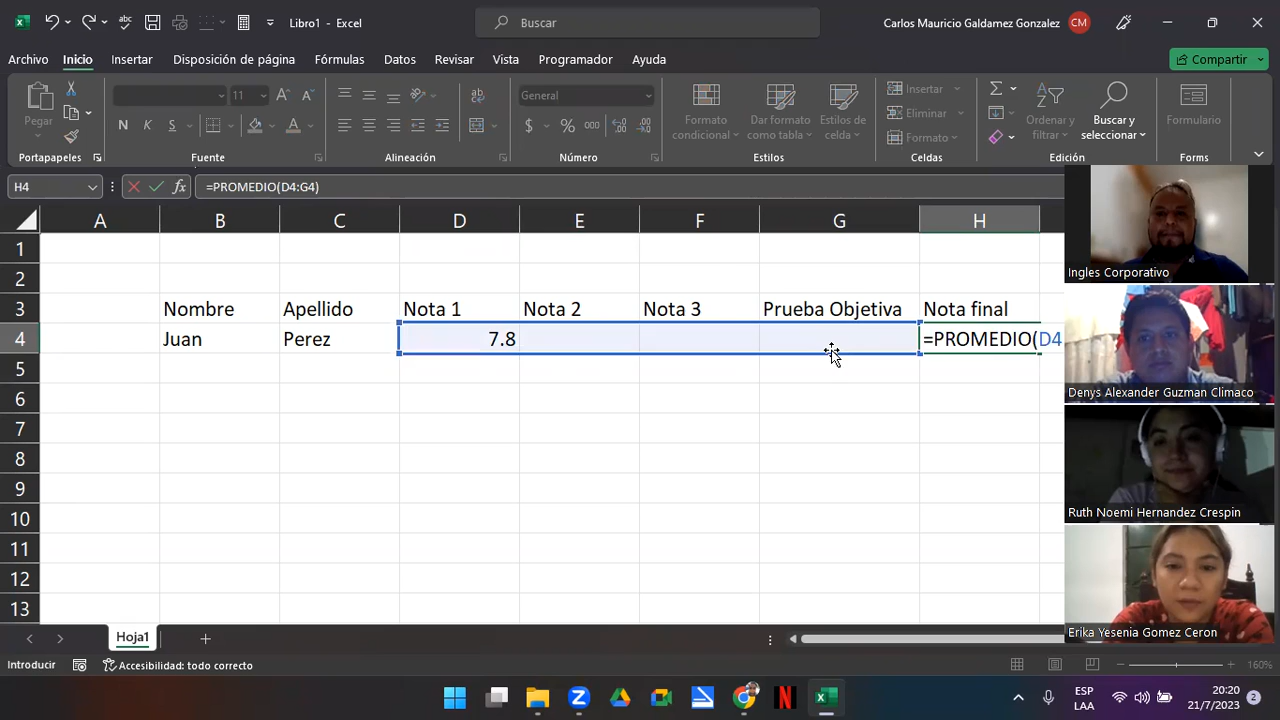 Libro1 - Excel
Buscar
Carlos Mauricio Galdamez Gonzalez
CM
Archivo
Inicio
Insertar
Disposición de página
Fórmulas
Datos
Revisar
Vista
Programador
Ayuda
Compartir
Pegar
Portapapeles
11
N K S
Fuente
Alineación
General
$ % 000
Número
Formato condicional
Dar formato como tabla
Estilos de celda
Estilos
Insertar
Eliminar
Formato
Celdas
Ordenar y filtrar
Buscar y seleccionar
Edición
Formulario
Forms
H4
fx
=PROMEDIO(D4:G4)
A B C D E F G H
1
2
3 Nombre Apellido Nota 1 Nota 2 Nota 3 Prueba Objetiva Nota final
4 Juan Perez 7.8 =PROMEDIO(D4
5
6
7
8
9
10
11
12
13
Ingles Corporativo
Denys Alexander Guzman Climaco
Ruth Noemi Hernandez Crespin
Erika Yesenia Gomez Ceron
Hoja1
Introducir
Accesibilidad: todo correcto
160%
ESP
LAA
20:20
21/7/2023
2